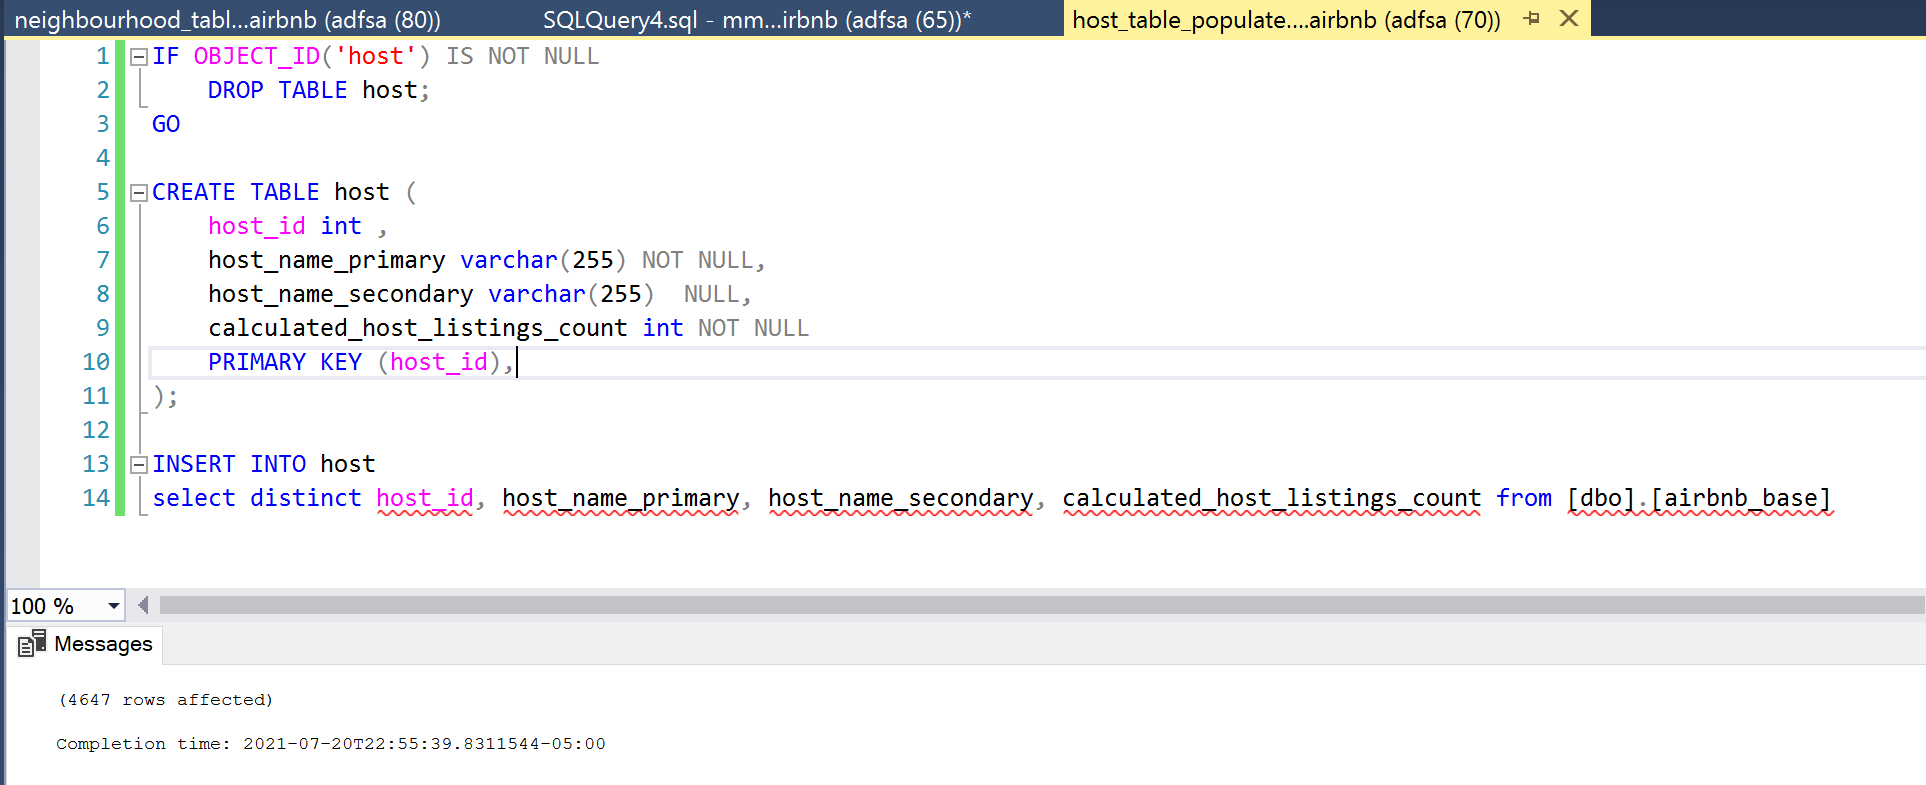 neighbourhood_tabl...airbnb (adfsa (80)) SQLQuery4.sql - mm...irbnb (adfsa (65))* host_table_populate....airbnb (adfsa (70))
1 IF OBJECT_ID('host') IS NOT NULL
2 DROP TABLE host;
3 GO
4
5 CREATE TABLE host (
6 host_id int ,
7 host_name_primary varchar(255) NOT NULL,
8 host_name_secondary varchar(255)  NULL,
9 calculated_host_listings_count int NOT NULL
10 PRIMARY KEY (host_id),
11 );
12
13 INSERT INTO host
14 select distinct host_id, host_name_primary, host_name_secondary, calculated_host_listings_count from [dbo].[airbnb_base]
100 %
Messages
(4647 rows affected)
Completion time: 2021-07-20T22:55:39.8311544-05:00